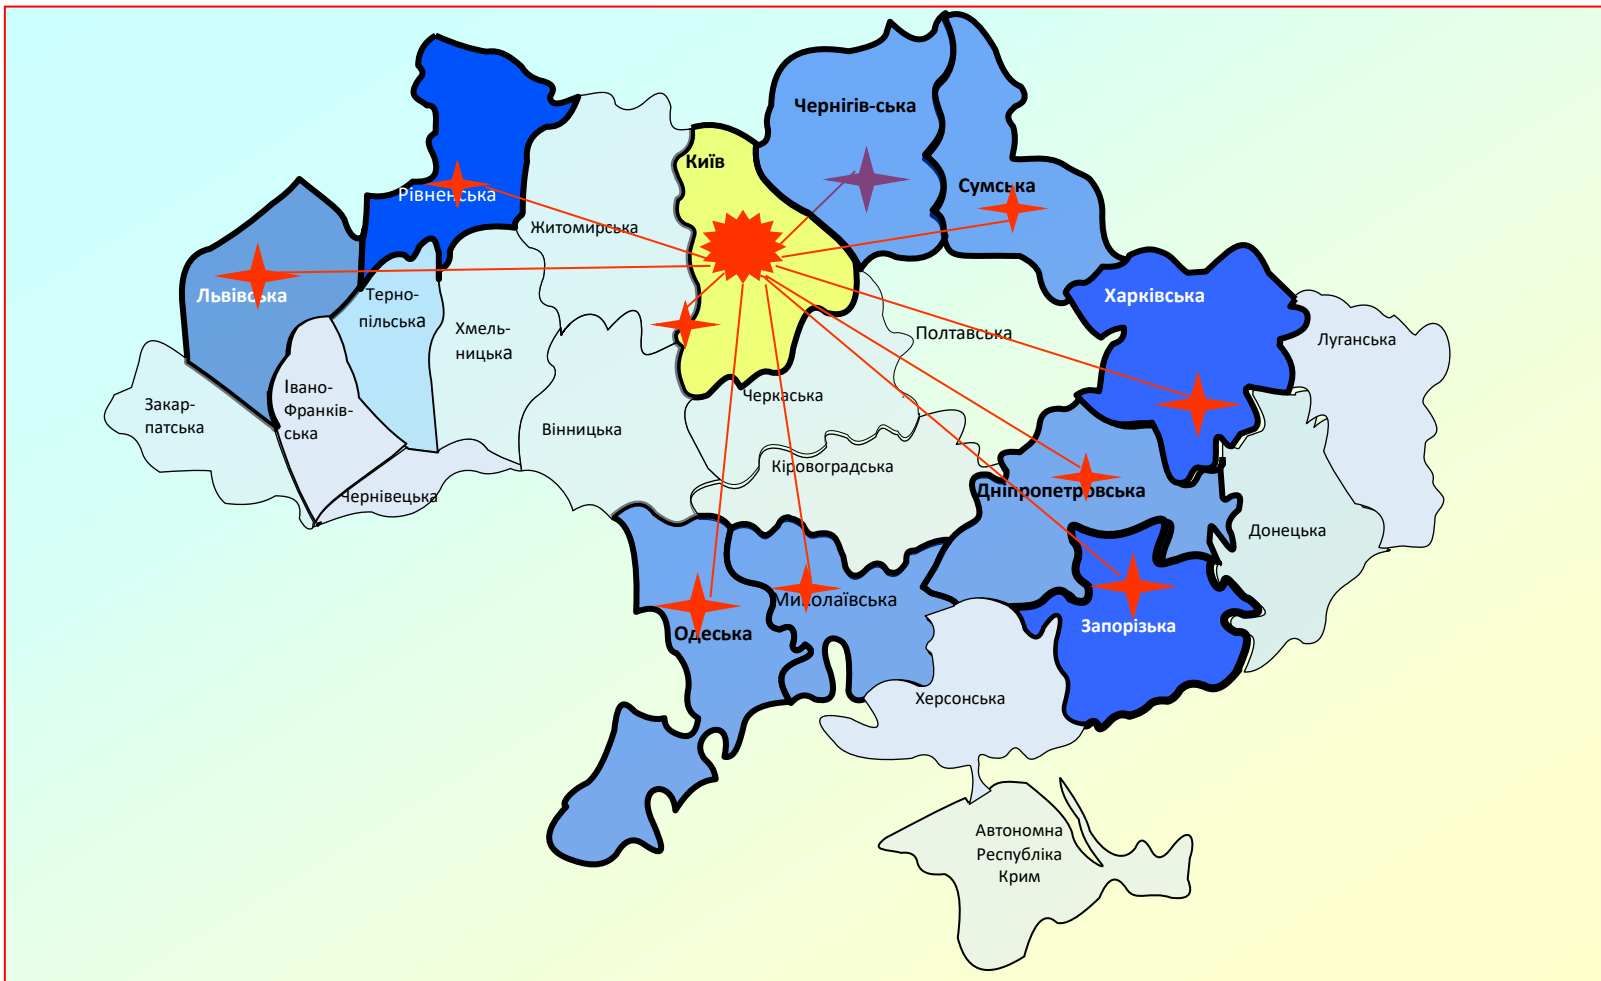 Чернігів-ська
Київ
Сумська
Рівненська
Житомирська
Львівська
Терно-
пільська
Хмель-
ницька
Харківська
Полтавська
Луганська
Івано-
Франків-
ська
Закар-
патська
Черкаська
Вінницька
Кіровоградська
Чернівецька
Дніпропетровська
Донецька
Миколаївська
Одеська
Запорізька
Херсонська
Автономна
Республіка
Крим